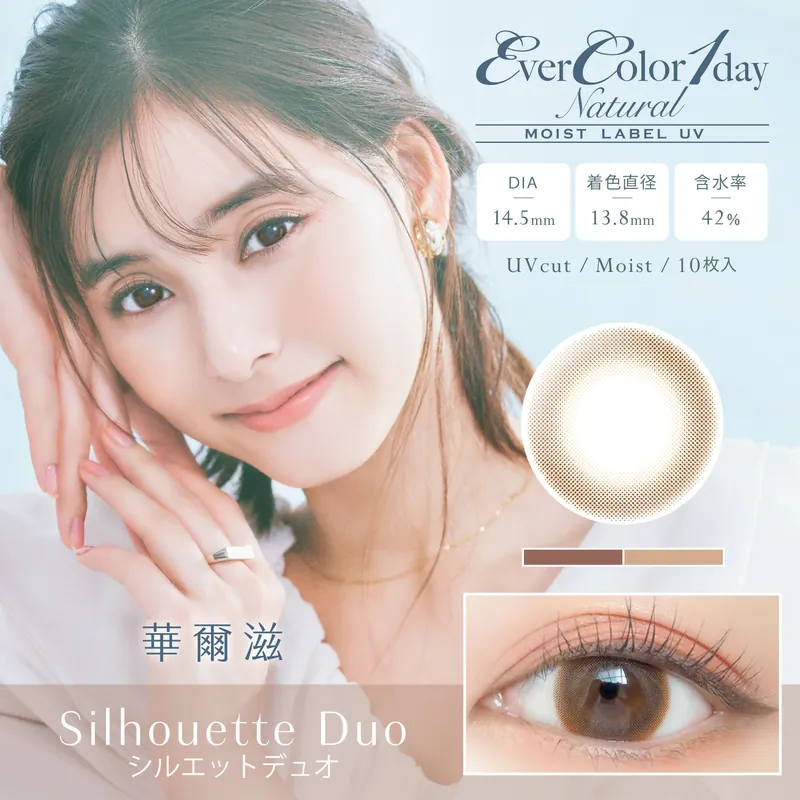 EverColor1day
Natural
MOIST LABEL UV
DIA
14.5mm
着色直径
13.8mm
含水率
42%
UVcut / Moist / 10枚入
華爾滋
Silhouette Duo
シルエットデュオ